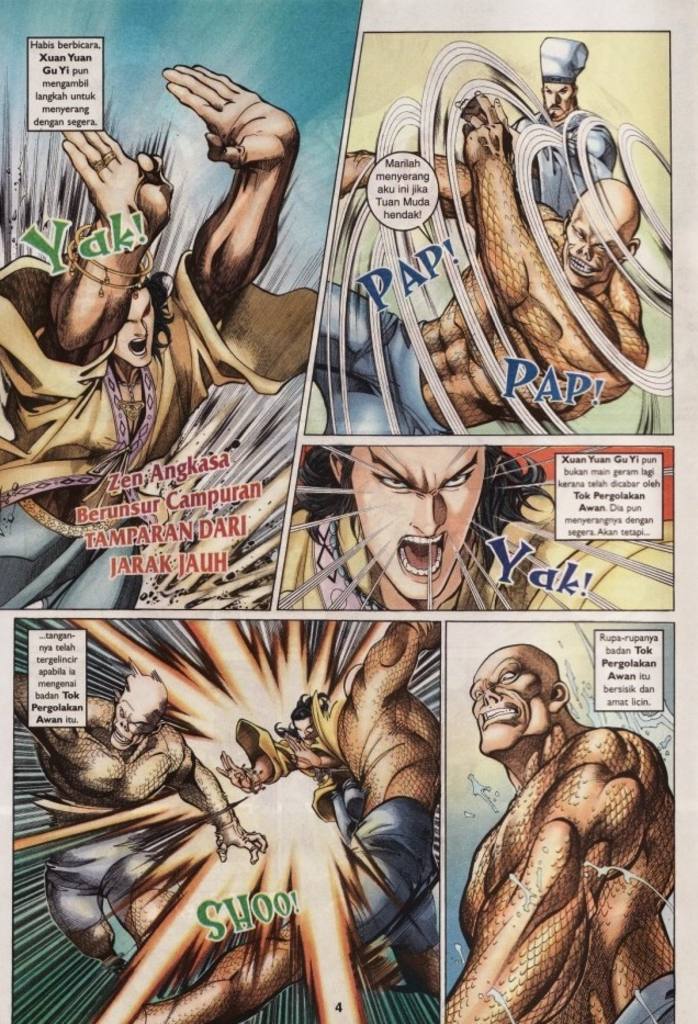 Habis berbicara,
Xuan Yuan
Gu Yi pun
mengambil
langkah untuk
menyerang
dengan segera.
Yak!
Zen Angkasa
Berunsur Campuran
TAMPARAN DARI
JARAK JAUH
Marilah
menyerang
aku ini jika
Tuan Muda
hendak!
PAP!
PAP!
Xuan Yuan Gu Yi pun
bukan main geram lagi
kerana telah dicabar oleh
Tok Pergolakan
Awan. Dia pun
menyerangnya dengan
segera. Akan tetapi...
Yak!
...tangan-
nya telah
tergelincir
apabila ia
mengenai
badan Tok
Pergolakan
Awan itu.
SHOO!
Rupa-rupanya
badan Tok
Pergolakan
Awan itu
bersisik dan
amat licin.
4